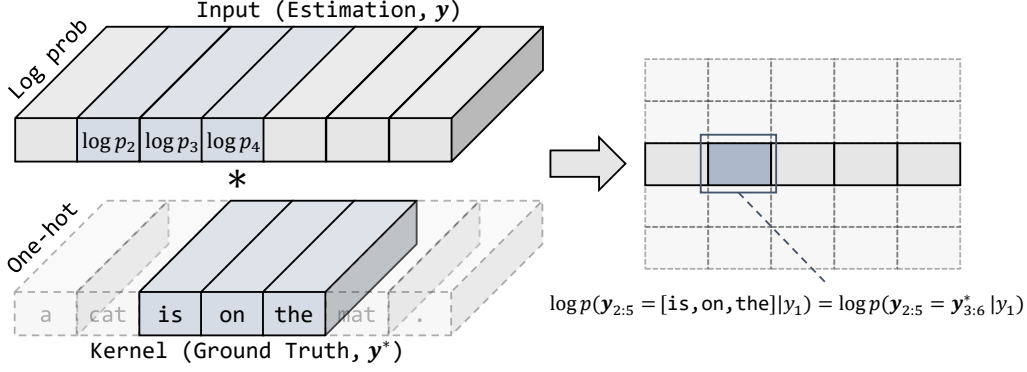 Input (Estimation, y)
Log prob
log p₂ log p₃ log p₄
*
One-hot
a cat is on the mat .
Kernel (Ground Truth, y*)
log p(y₂:₅ = [is,on,the]|y₁) = log p(y₂:₅ = y*₃:₆ |y₁)